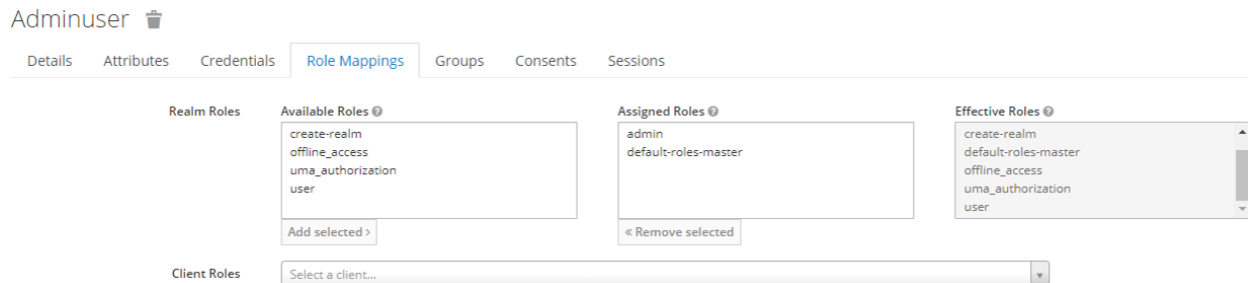 Adminuser
Details Attributes Credentials Role Mappings Groups Consents Sessions
Realm Roles
Available Roles
create-realm
offline_access
uma_authorization
user
Add selected >
Assigned Roles
admin
default-roles-master
« Remove selected
Effective Roles
create-realm
default-roles-master
offline_access
uma_authorization
user
Client Roles
Select a client...